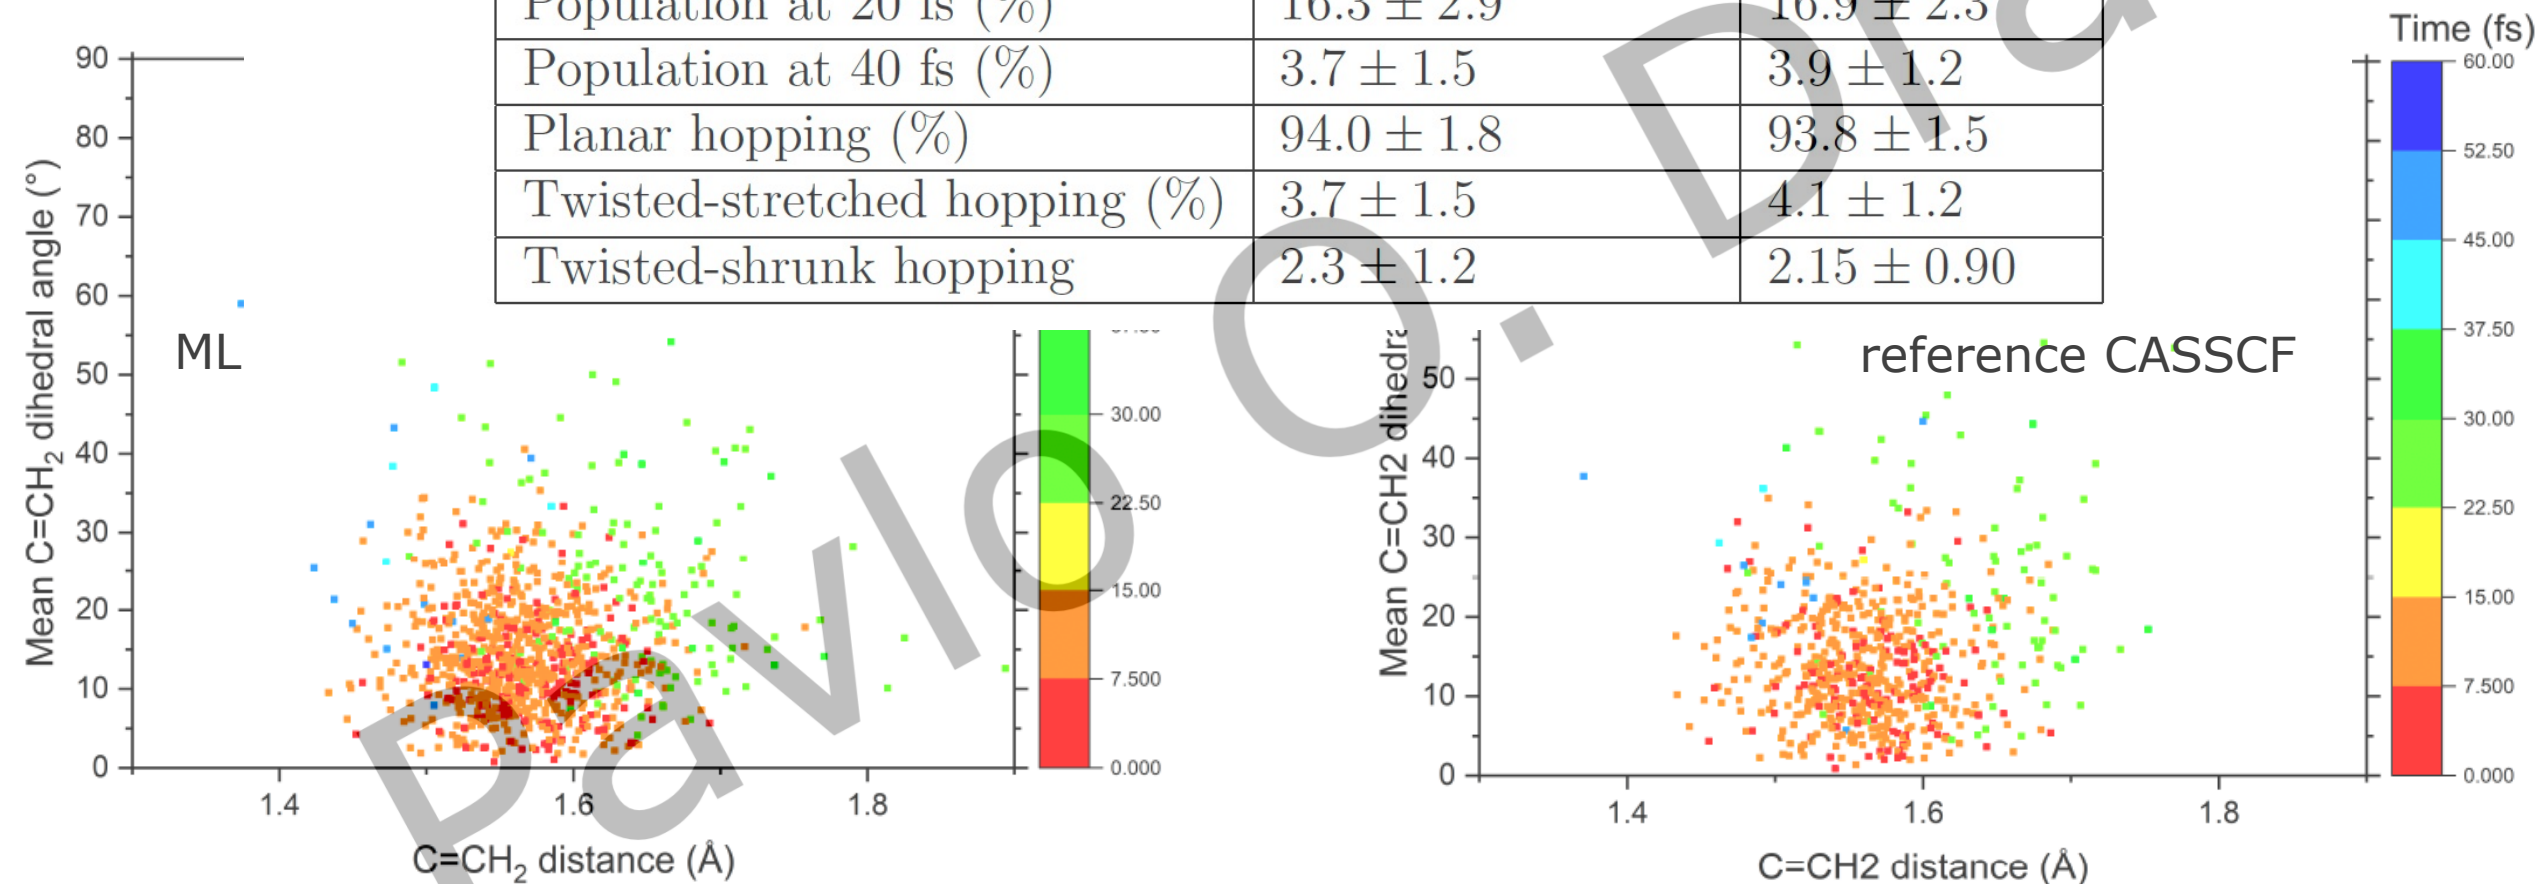 Population at 20 fs (%) 16.3 ± 2.9 16.9 ± 2.3
Population at 40 fs (%) 3.7 ± 1.5 3.9 ± 1.2
Planar hopping (%) 94.0 ± 1.8 93.8 ± 1.5
Twisted-stretched hopping (%) 3.7 ± 1.5 4.1 ± 1.2
Twisted-shrunk hopping 2.3 ± 1.2 2.15 ± 0.90
Mean C=CH₂ dihedral angle (°)
90
80
70
60
50
40
30
20
10
0
ML
1.4 1.6 1.8
C=CH₂ distance (Å)
30.00
22.50
15.00
7.500
0.000
Mean C=CH2
50
40
30
20
10
0
reference CASSCF
1.4 1.6 1.8
C=CH2 distance (Å)
Time (fs)
60.00
52.50
45.00
37.50
30.00
22.50
15.00
7.500
0.000
Pavlo O.